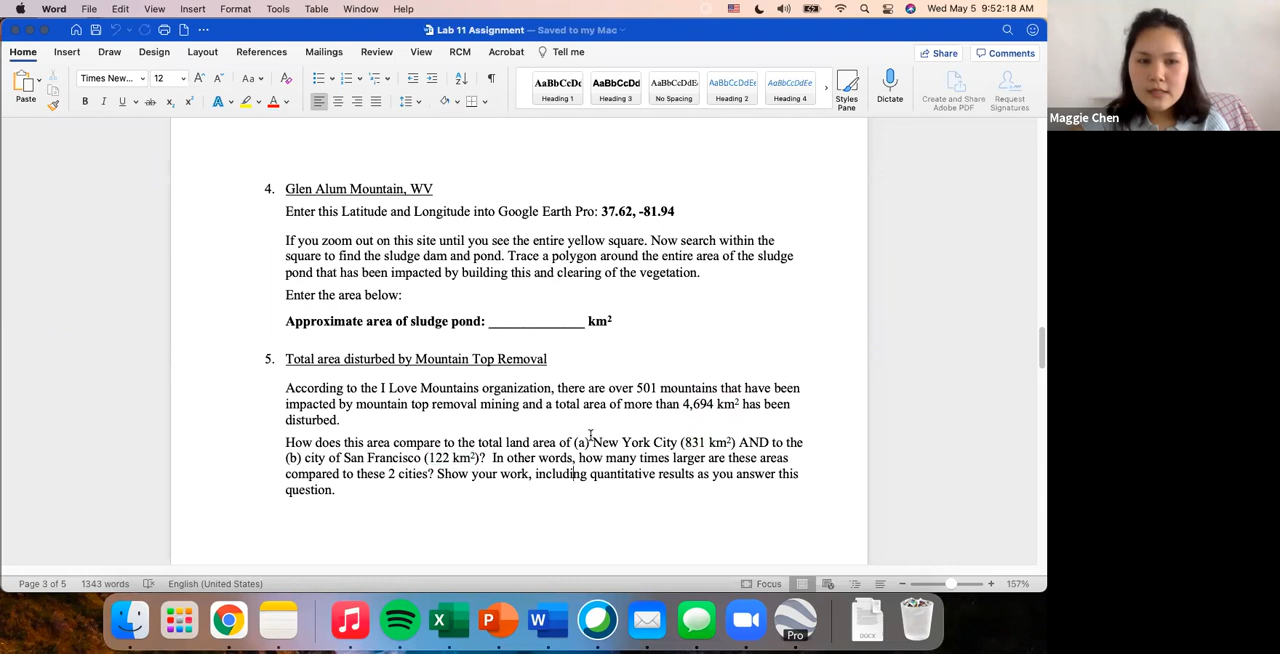 Word File Edit View Insert Format Tools Table Window Help Wed May 5 9:52:18 AM
Lab 11 Assignment — Saved to my Mac
Home Insert Draw Design Layout References Mailings Review View RCM Acrobat Tell me Share Comments
Paste
Times New... 12
AaBbCcDc AaBbCcDd AaBbCcDc AaBbCcDdE AaBbCcDdEe
Heading 1 Heading 3 No Spacing Heading 2 Heading 4
Styles Pane
Dictate
Create and Share Adobe PDF
Request Signatures
Maggie Chen
4. Glen Alum Mountain, WV
Enter this Latitude and Longitude into Google Earth Pro: 37.62, -81.94
If you zoom out on this site until you see the entire yellow square. Now search within the
square to find the sludge dam and pond. Trace a polygon around the entire area of the sludge
pond that has been impacted by building this and clearing of the vegetation.
Enter the area below:
Approximate area of sludge pond: ______________ km²
5. Total area disturbed by Mountain Top Removal
According to the I Love Mountains organization, there are over 501 mountains that have been
impacted by mountain top removal mining and a total area of more than 4,694 km² has been
disturbed.
How does this area compare to the total land area of (a) New York City (831 km²) AND to the
(b) city of San Francisco (122 km²)? In other words, how many times larger are these areas
compared to these 2 cities? Show your work, including quantitative results as you answer this
question.
Page 3 of 5 1343 words English (United States) Focus 157%
Pro
DOCX